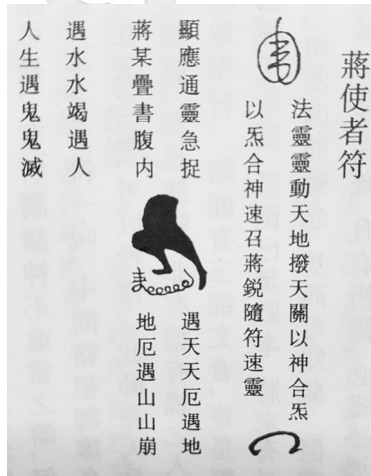 蔣使者符
法靈靈動天地撥天關以神合炁
以炁合神速召蔣銳隨符速靈
顯應通靈急捉
蔣某疊書腹内
遇天天厄遇地
地厄遇山山崩
遇水水竭遇人
人生遇鬼鬼滅